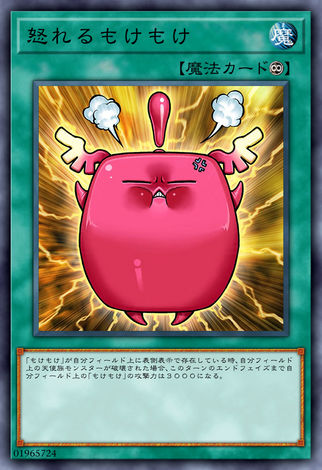 怒れるもけもけ
魔
【魔法カード♾】
「もけもけ」が自分フィールド上に表側表示で存在している時、自分フィールド
上の天使族モンスターが破壊された場合、このターンのエンドフェイズまで自
分フィールド上の「もけもけ」の攻撃力は3000になる。
01965724